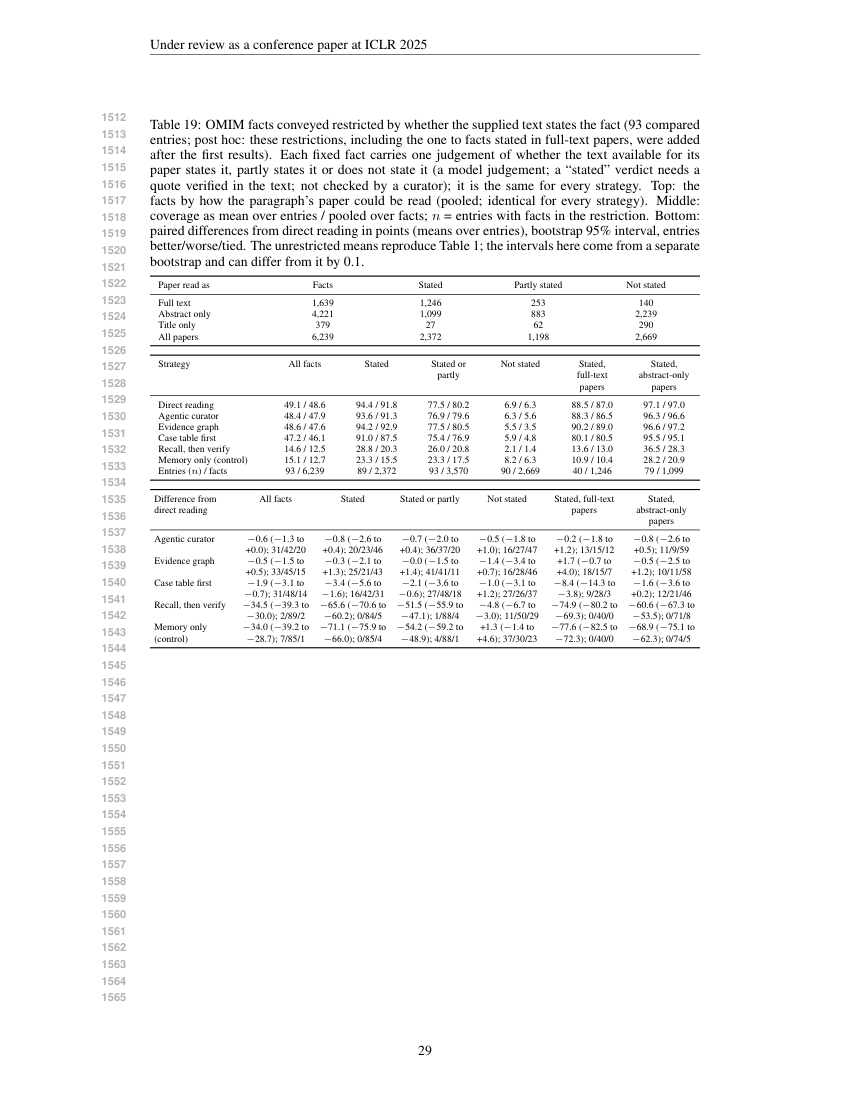 Under review as a conference paper at ICLR 2025
1512
1513
1514
1515
1516
1517
1518
1519
1520
1521
1522
1523
1524
1525
1526
1527
1528
1529
1530
1531
1532
1533
1534
1535
1536
1537
1538
1539
1540
1541
1542
1543
1544
1545
1546
1547
1548
1549
1550
1551
1552
1553
1554
1555
1556
1557
1558
1559
1560
1561
1562
1563
1564
1565
Table 19: OMIM facts conveyed restricted by whether the supplied text states the fact (93 compared
entries; post hoc: these restrictions, including the one to facts stated in full-text papers, were added
after the first results). Each fixed fact carries one judgement of whether the text available for its
paper states it, partly states it or does not state it (a model judgement; a “stated” verdict needs a
quote verified in the text; not checked by a curator); it is the same for every strategy. Top: the
facts by how the paragraph’s paper could be read (pooled; identical for every strategy). Middle:
coverage as mean over entries / pooled over facts; n = entries with facts in the restriction. Bottom:
paired differences from direct reading in points (means over entries), bootstrap 95% interval, entries
better/worse/tied. The unrestricted means reproduce Table 1; the intervals here come from a separate
bootstrap and can differ from it by 0.1.
Paper read as Facts Stated Partly stated Not stated
Full text 1,639 1,246 253 140
Abstract only 4,221 1,099 883 2,239
Title only 379 27 62 290
All papers 6,239 2,372 1,198 2,669
Strategy All facts Stated Stated or Not stated Stated, Stated,
partly full-text abstract-only
papers papers
Direct reading 49.1 / 48.6 94.4 / 91.8 77.5 / 80.2 6.9 / 6.3 88.5 / 87.0 97.1 / 97.0
Agentic curator 48.4 / 47.9 93.6 / 91.3 76.9 / 79.6 6.3 / 5.6 88.3 / 86.5 96.3 / 96.6
Evidence graph 48.6 / 47.6 94.2 / 92.9 77.5 / 80.5 5.5 / 3.5 90.2 / 89.0 96.6 / 97.2
Case table first 47.2 / 46.1 91.0 / 87.5 75.4 / 76.9 5.9 / 4.8 80.1 / 80.5 95.5 / 95.1
Recall, then verify 14.6 / 12.5 28.8 / 20.3 26.0 / 20.8 2.1 / 1.4 13.6 / 13.0 36.5 / 28.3
Memory only (control) 15.1 / 12.7 23.3 / 15.5 23.3 / 17.5 8.2 / 6.3 10.9 / 10.4 28.2 / 20.9
Entries (n) / facts 93 / 6,239 89 / 2,372 93 / 3,570 90 / 2,669 40 / 1,246 79 / 1,099
Difference from All facts Stated Stated or partly Not stated Stated, full-text Stated,
direct reading papers abstract-only
papers
Agentic curator −0.6 (−1.3 to −0.8 (−2.6 to −0.7 (−2.0 to −0.5 (−1.8 to −0.2 (−1.8 to −0.8 (−2.6 to
+0.0); 31/42/20 +0.4); 20/23/46 +0.4); 36/37/20 +1.0); 16/27/47 +1.2); 13/15/12 +0.5); 11/9/59
Evidence graph −0.5 (−1.5 to −0.3 (−2.1 to −0.0 (−1.5 to −1.4 (−3.4 to +1.7 (−0.7 to −0.5 (−2.5 to
+0.5); 33/45/15 +1.3); 25/21/43 +1.4); 41/41/11 +0.7); 16/28/46 +4.0); 18/15/7 +1.2); 10/11/58
Case table first −1.9 (−3.1 to −3.4 (−5.6 to −2.1 (−3.6 to −1.0 (−3.1 to −8.4 (−14.3 to −1.6 (−3.6 to
−0.7); 31/48/14 −1.6); 16/42/31 −0.6); 27/48/18 +1.2); 27/26/37 −3.8); 9/28/3 +0.2); 12/21/46
Recall, then verify −34.5 (−39.3 to −65.6 (−70.6 to −51.5 (−55.9 to −4.8 (−6.7 to −74.9 (−80.2 to −60.6 (−67.3 to
−30.0); 2/89/2 −60.2); 0/84/5 −47.1); 1/88/4 −3.0); 11/50/29 −69.3); 0/40/0 −53.5); 0/71/8
Memory only −34.0 (−39.2 to −71.1 (−75.9 to −54.2 (−59.2 to +1.3 (−1.4 to −77.6 (−82.5 to −68.9 (−75.1 to
(control) −28.7); 7/85/1 −66.0); 0/85/4 −48.9); 4/88/1 +4.6); 37/30/23 −72.3); 0/40/0 −62.3); 0/74/5
29